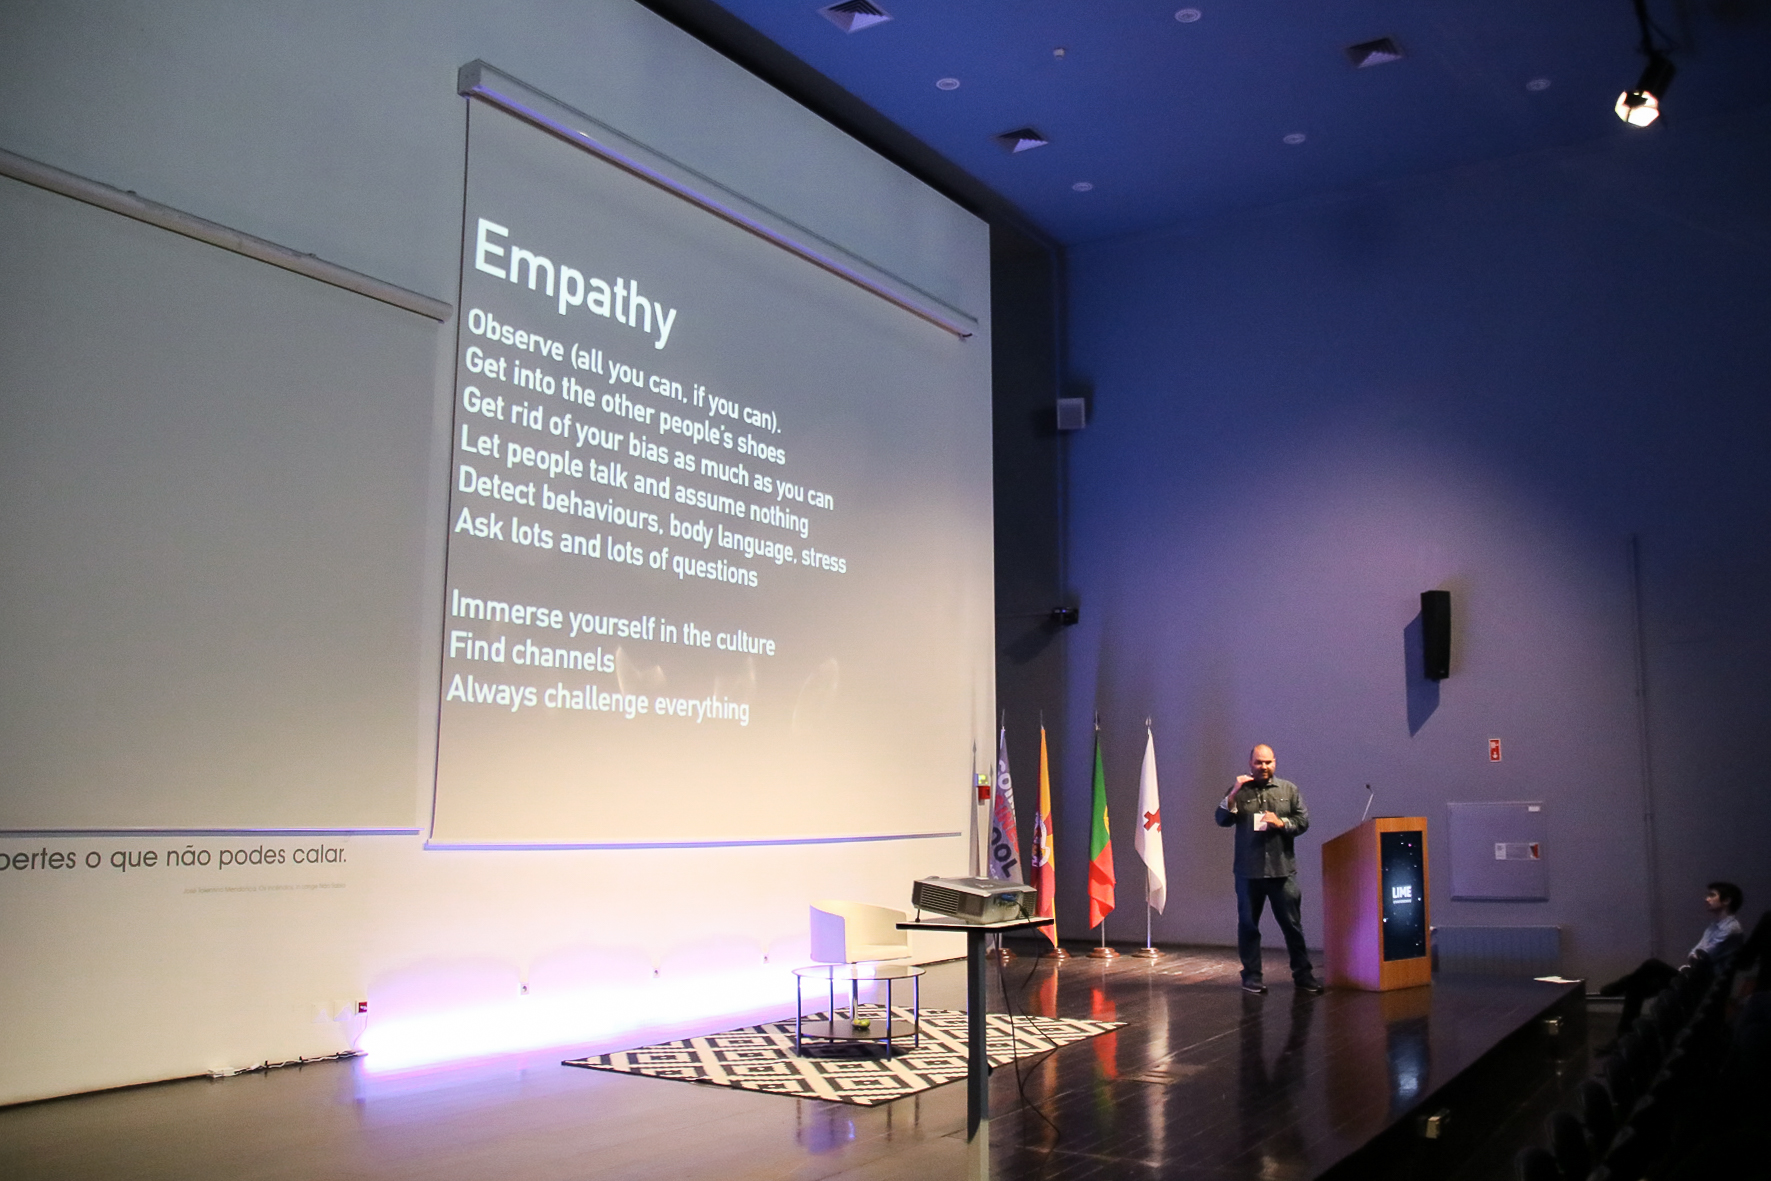 Empathy
Observe (all you can, if you can).
Get into the other people's shoes
Get rid of your bias as much as you can
Let people talk and assume nothing
Detect behaviours, body language, stress
Ask lots and lots of questions
Immerse yourself in the culture
Find channels
Always challenge everything
pertes o que não podes calar.
LIME